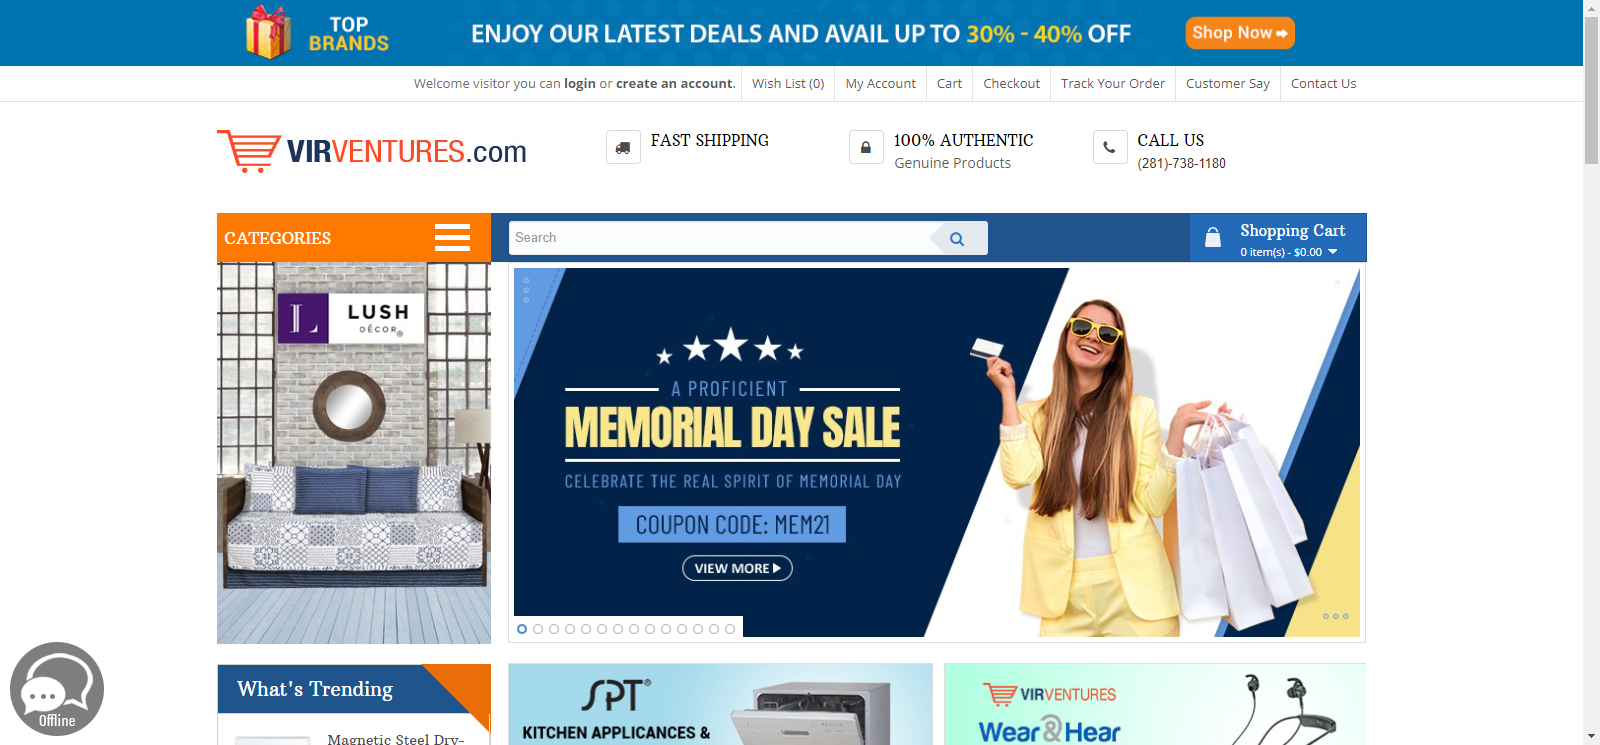 TOP
BRANDS
ENJOY OUR LATEST DEALS AND AVAIL UP TO 30% - 40% OFF
Shop Now
Welcome visitor you can login or create an account.
Wish List (0)
My Account
Cart
Checkout
Track Your Order
Customer Say
Contact Us
VIRVENTURES.com
FAST SHIPPING
100% AUTHENTIC
Genuine Products
CALL US
(281)-738-1180
CATEGORIES
Search
Shopping Cart
0 item(s) - $0.00
L LUSH
DÉCOR®
A PROFICIENT
MEMORIAL DAY SALE
CELEBRATE THE REAL SPIRIT OF MEMORIAL DAY
COUPON CODE: MEM21
VIEW MORE
Offline
What's Trending
Magnetic Steel Dry-
SPT®
KITCHEN APPLICANCES &
VIRVENTURES
Wear & Hear